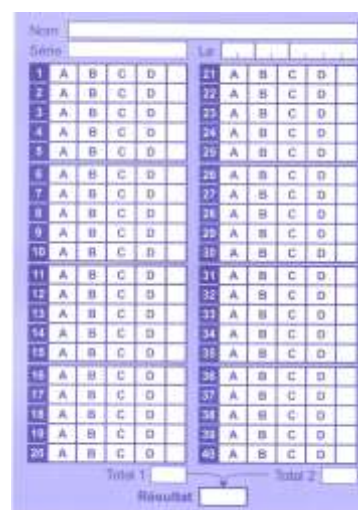 Nom
Série Le
1 A B C D 21 A B C D
2 A B C D 22 A B C D
3 A B C D 23 A B C D
4 A B C D 24 A B C D
5 A B C D 25 A B C D
6 A B C D 26 A B C D
7 A B C D 27 A B C D
8 A B C D 28 A B C D
9 A B C D 29 A B C D
10 A B C D 30 A B C D
11 A B C D 31 A B C D
12 A B C D 32 A B C D
13 A B C D 33 A B C D
14 A B C D 34 A B C D
15 A B C D 35 A B C D
16 A B C D 36 A B C D
17 A B C D 37 A B C D
18 A B C D 38 A B C D
19 A B C D 39 A B C D
20 A B C D 40 A B C D
Total 1 Total 2
Résultat